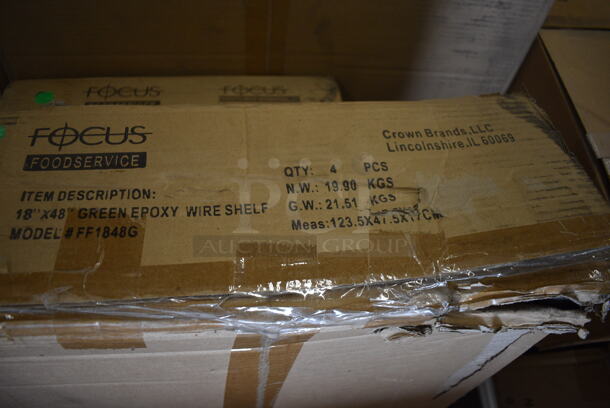 FOCUS
FOCUS
FOODSERVICE
FOCUS
FOODSERVICE
Crown Brands,LLC
Lincolnshire,IL 60069
ITEM DESCRIPTION:
18"X48" GREEN EPOXY WIRE SHELF
MODEL # FF1848G
QTY: 4 PCS
N.W.: 19.90 KGS
G.W.: 21.51 KGS
Meas:123.5X47.5X17CM
AUCTION GROUP